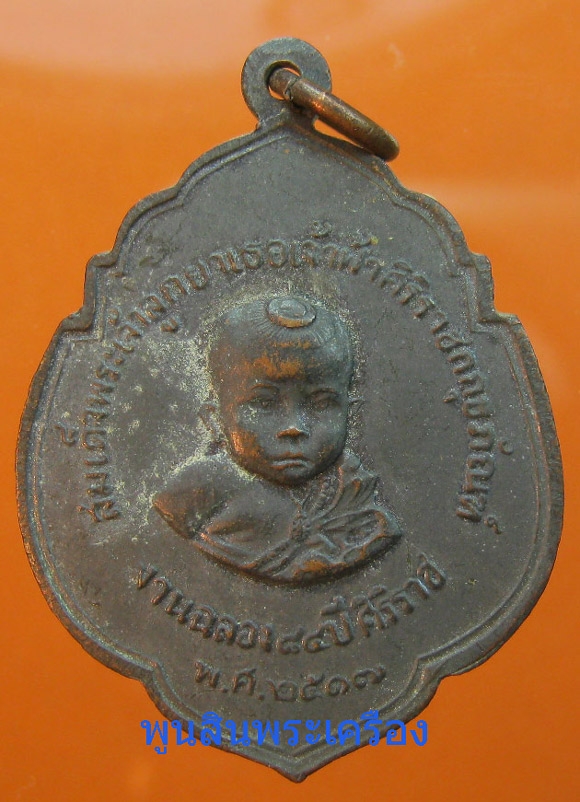 สมเด็จพระเจ้าลูกยาเธอเจ้าฟ้าศิริราชกกุธภัณฑ์
งานฉลอง ๘๔ ปี ศิริราช
พ.ศ. ๒๕๑๗
พูนสินพระเครื่อง